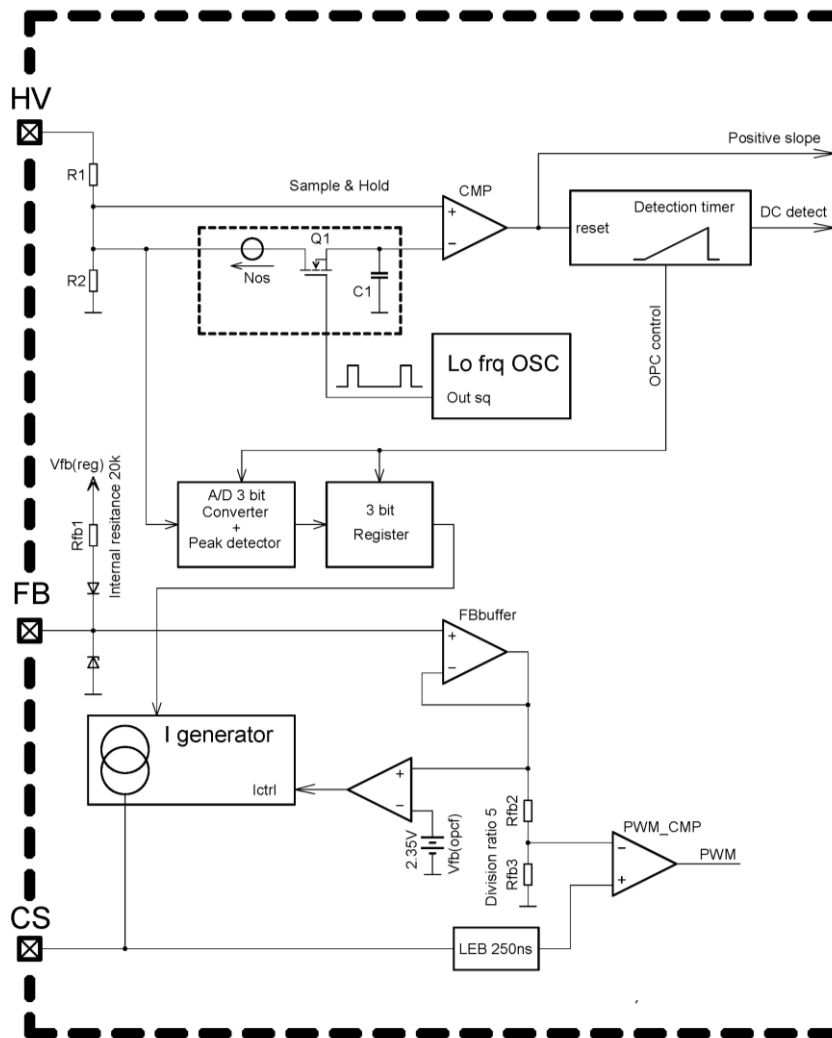 HV
Positive slope
R1
Sample & Hold
CMP
Detection timer
DC detect
reset
Q1
R2
Nos
C1
OPC control
Lo frq OSC
Out sq
Vfb(reg)
Internal resitance 20k
Rfb1
A/D 3 bit
Converter
+
Peak detector
3 bit
Register
FB
FBbuffer
+
−
I generator
Ictrl
+
−
2.35V
Vfb(opcf)
Rfb2
Division ratio 5
Rfb3
PWM_CMP
−
+
PWM
CS
LEB 250ns
+
−